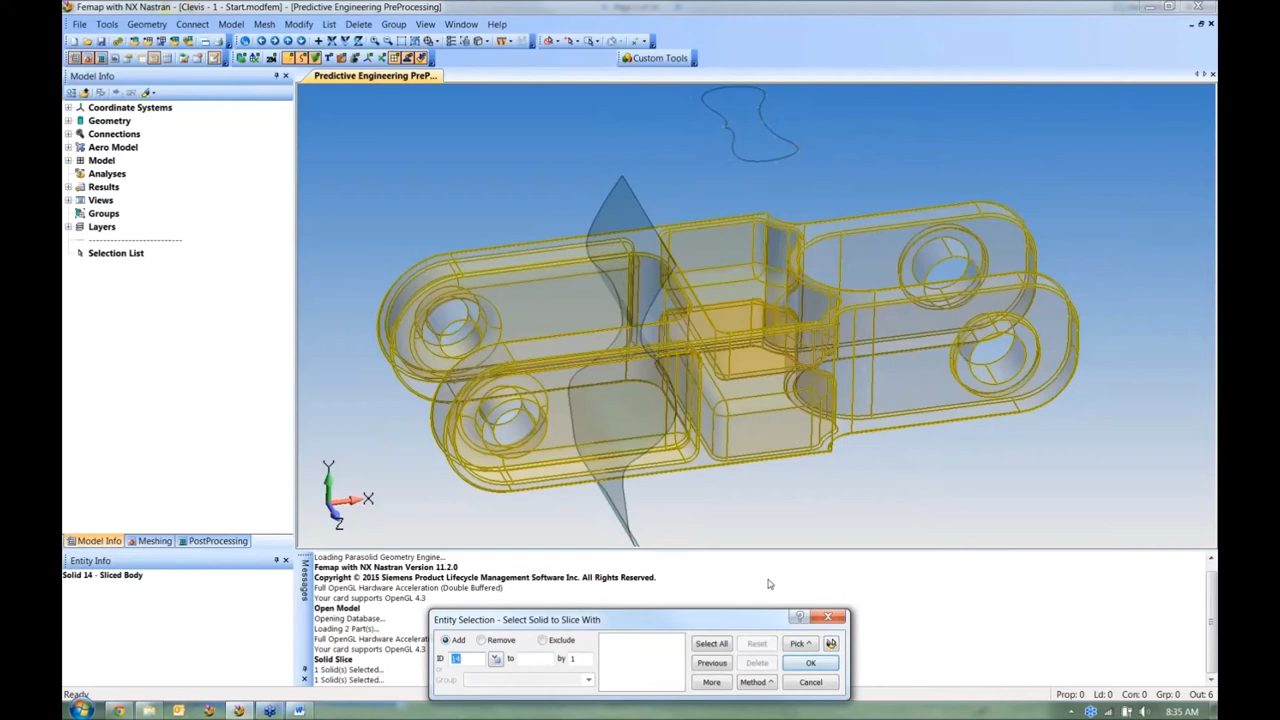 Femap with NX Nastran - [Clevis - 1 - Start.modfem] - [Predictive Engineering PreProcessing]
File Tools Geometry Connect Model Mesh Modify List Delete Group View Window Help
Custom Tools
Model Info
Predictive Engineering PreP...
Coordinate Systems
Geometry
Connections
Aero Model
Model
Analyses
Results
Views
Groups
Layers
Selection List
Y
X
Z
Model Info Meshing PostProcessing
Entity Info
Solid 14 - Sliced Body
Messages
Loading Parasolid Geometry Engine...
Femap with NX Nastran Version 11.2.0
Copyright © 2015 Siemens Product Lifecycle Management Software Inc. All Rights Reserved.
Full OpenGL Hardware Acceleration (Double Buffered)
Your card supports OpenGL 4.3
Open Model
Opening Database...
Loading 2 Part(s)...
Full OpenGL Hardware Accelerati
Your card supports OpenGL 4.3
Solid Slice
1 Solid(s) Selected...
1 Solid(s) Selected...
Entity Selection - Select Solid to Slice With
Add Remove Exclude
Select All Reset Pick ^
ID 14 to by 1
Previous Delete OK
or
Group
More Method ^ Cancel
Ready
Prop: 0 Ld: 0 Con: 0 Grp: 0 Out: 6
8:35 AM